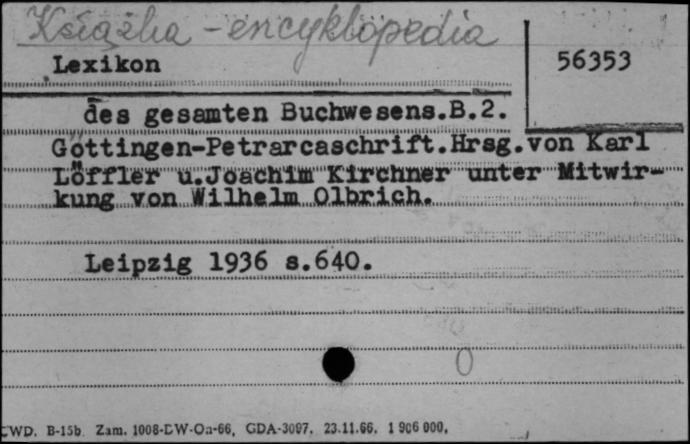 Książka - encyklopedia
Lexikon
56353
des gesamten Buchwesens.B.2.
Göttingen-Petrarcaschrift.Hrsg.von Karl
Löffler u.Joachim Kirchner unter Mitwir-
kung von Wilhelm Olbrich.
Leipzig 1936 s.640.
0
CWD. B-15b Zam. 1008-DW-Oa-66, GDA-3097. 23.11.66. 1 906 000.